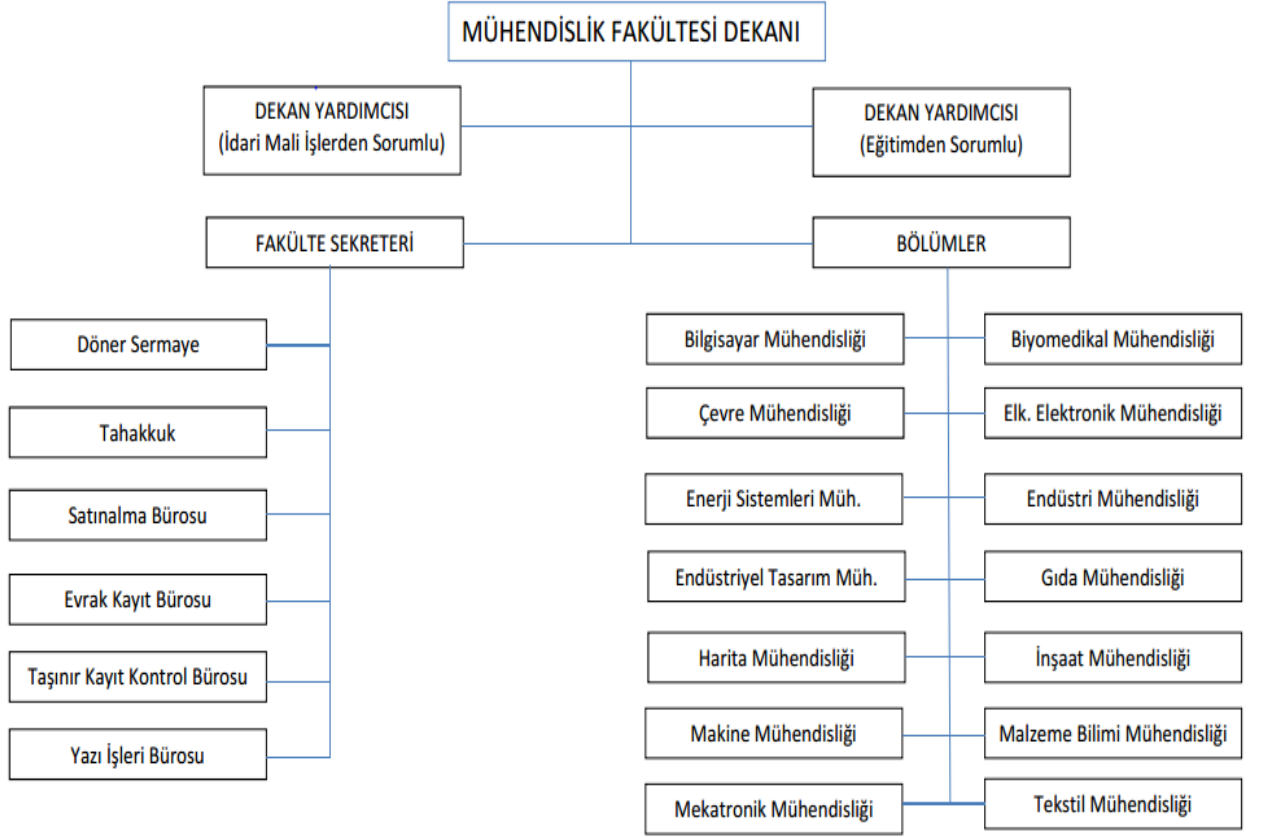 MÜHENDİSLİK FAKÜLTESİ DEKANI
DEKAN YARDIMCISI
(İdari Mali İşlerden Sorumlu)
DEKAN YARDIMCISI
(Eğitimden Sorumlu)
FAKÜLTE SEKRETERİ
BÖLÜMLER
Döner Sermaye
Tahakkuk
Satınalma Bürosu
Evrak Kayıt Bürosu
Taşınır Kayıt Kontrol Bürosu
Yazı İşleri Bürosu
Bilgisayar Mühendisliği
Biyomedikal Mühendisliği
Çevre Mühendisliği
Elk. Elektronik Mühendisliği
Enerji Sistemleri Müh.
Endüstri Mühendisliği
Endüstriyel Tasarım Müh.
Gıda Mühendisliği
Harita Mühendisliği
İnşaat Mühendisliği
Makine Mühendisliği
Malzeme Bilimi Mühendisliği
Mekatronik Mühendisliği
Tekstil Mühendisliği